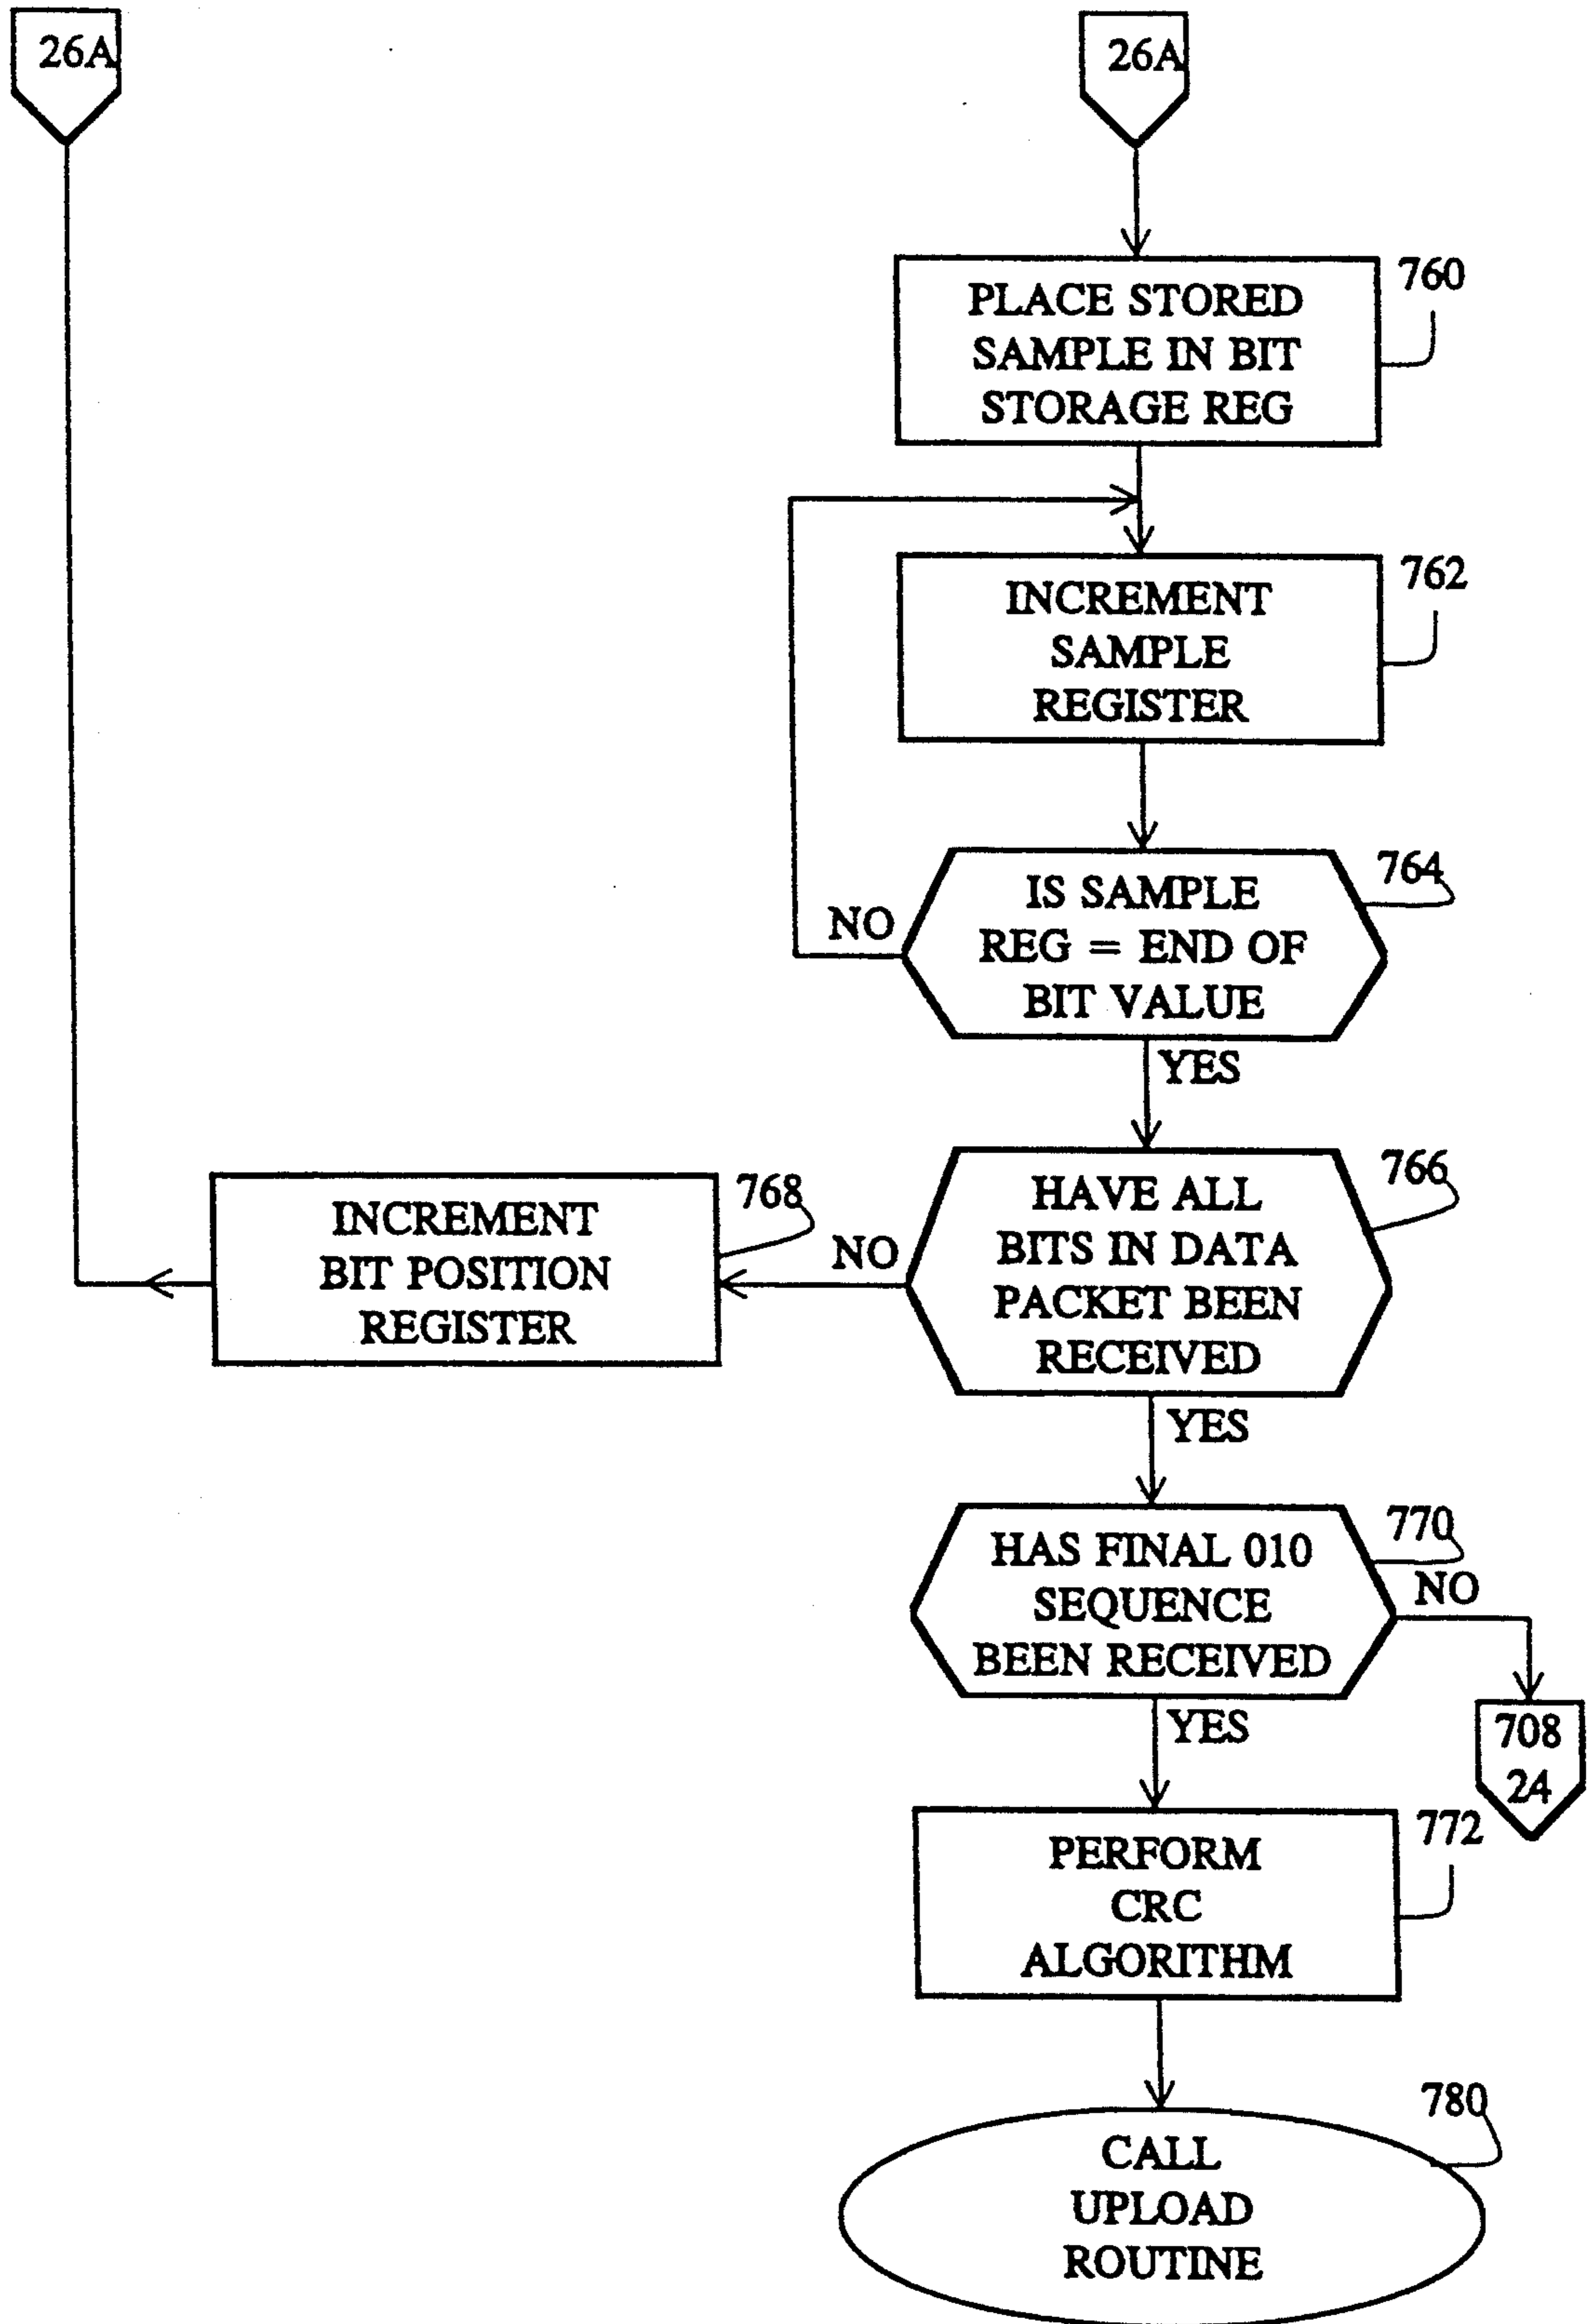 26A
26A
760
PLACE STORED
SAMPLE IN BIT
STORAGE REG
762
INCREMENT
SAMPLE
REGISTER
764
IS SAMPLE
REG = END OF
BIT VALUE
NO
YES
766
HAVE ALL
BITS IN DATA
PACKET BEEN
RECEIVED
NO
768
INCREMENT
BIT POSITION
REGISTER
YES
770
HAS FINAL 010
SEQUENCE
BEEN RECEIVED
NO
708
24
YES
772
PERFORM
CRC
ALGORITHM
780
CALL
UPLOAD
ROUTINE